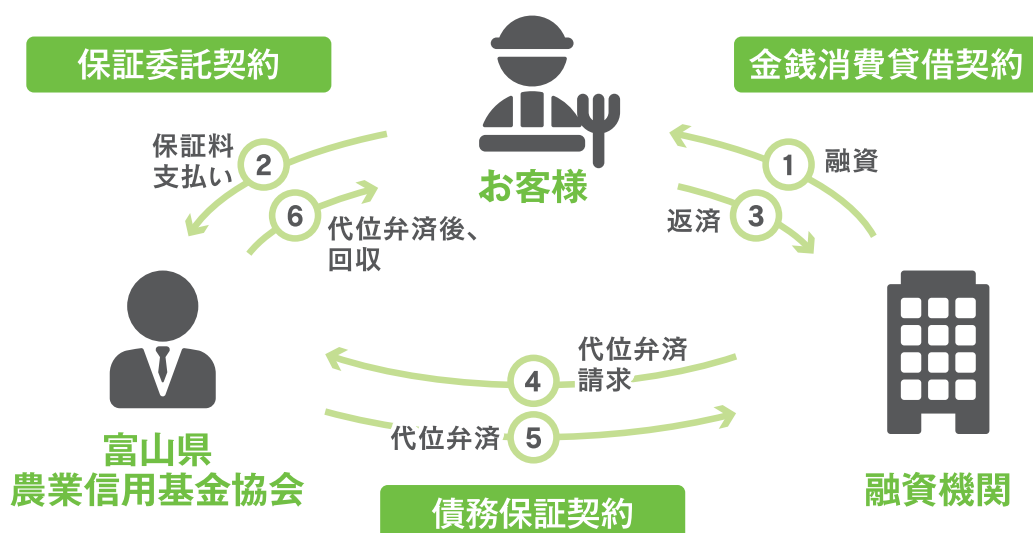 保証委託契約
金銭消費貸借契約
保証料
支払い
2
1
融資
お客様
6
代位弁済後、
回収
返済
3
代位弁済
請求
4
代位弁済
5
富山県
農業信用基金協会
融資機関
債務保証契約